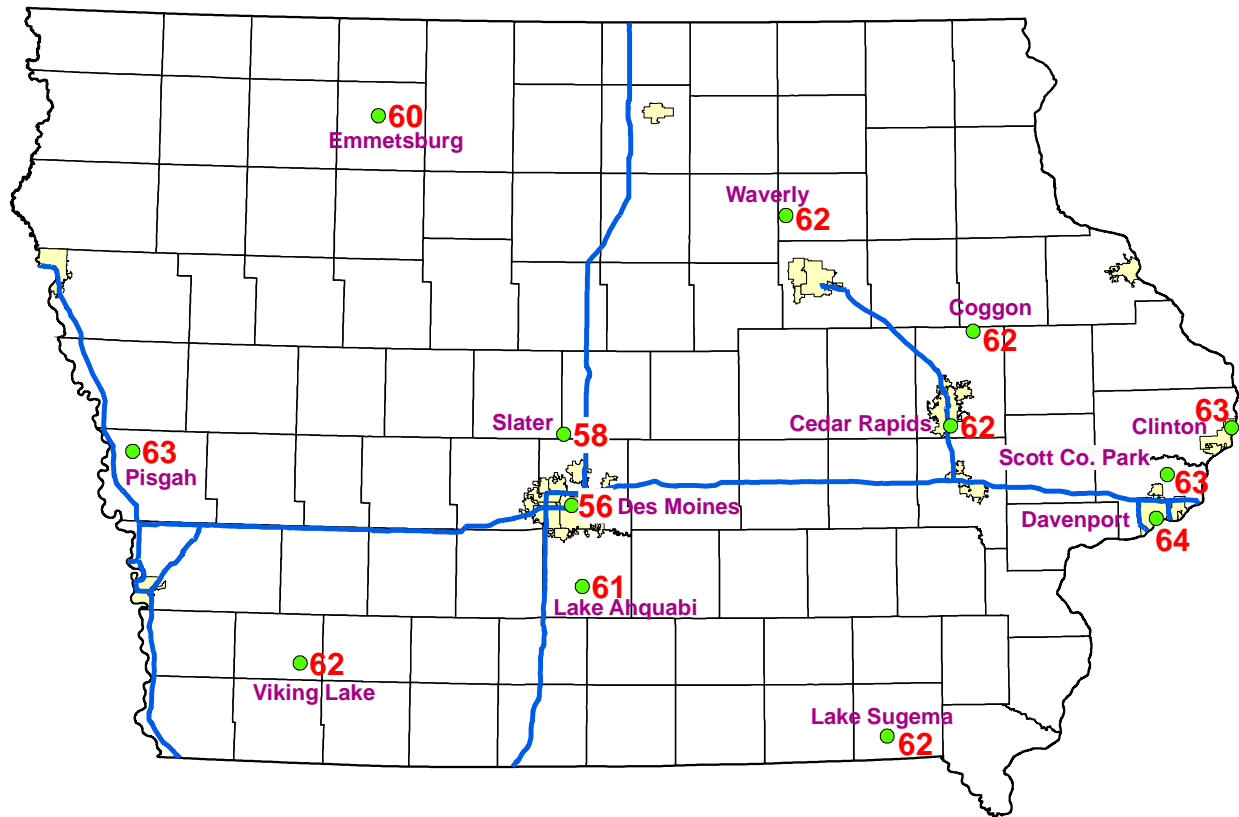 60
Emmetsburg
Waverly
62
Coggon
62
Slater
58
Cedar Rapids
62
63
Clinton
63
Pisgah
Scott Co. Park
63
56
Des Moines
Davenport
64
61
Lake Ahquabi
62
Viking Lake
Lake Sugema
62